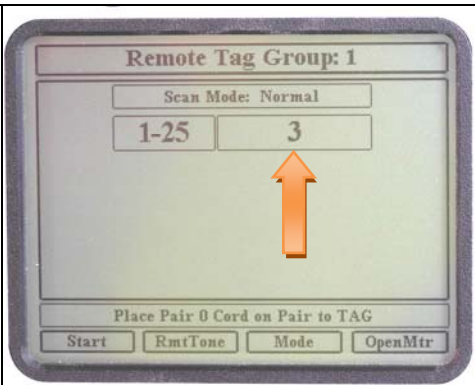 Remote Tag Group: 1
Scan Mode: Normal
1-25 3
Place Pair 0 Cord on Pair to TAG
Start RmtTone Mode OpenMtr